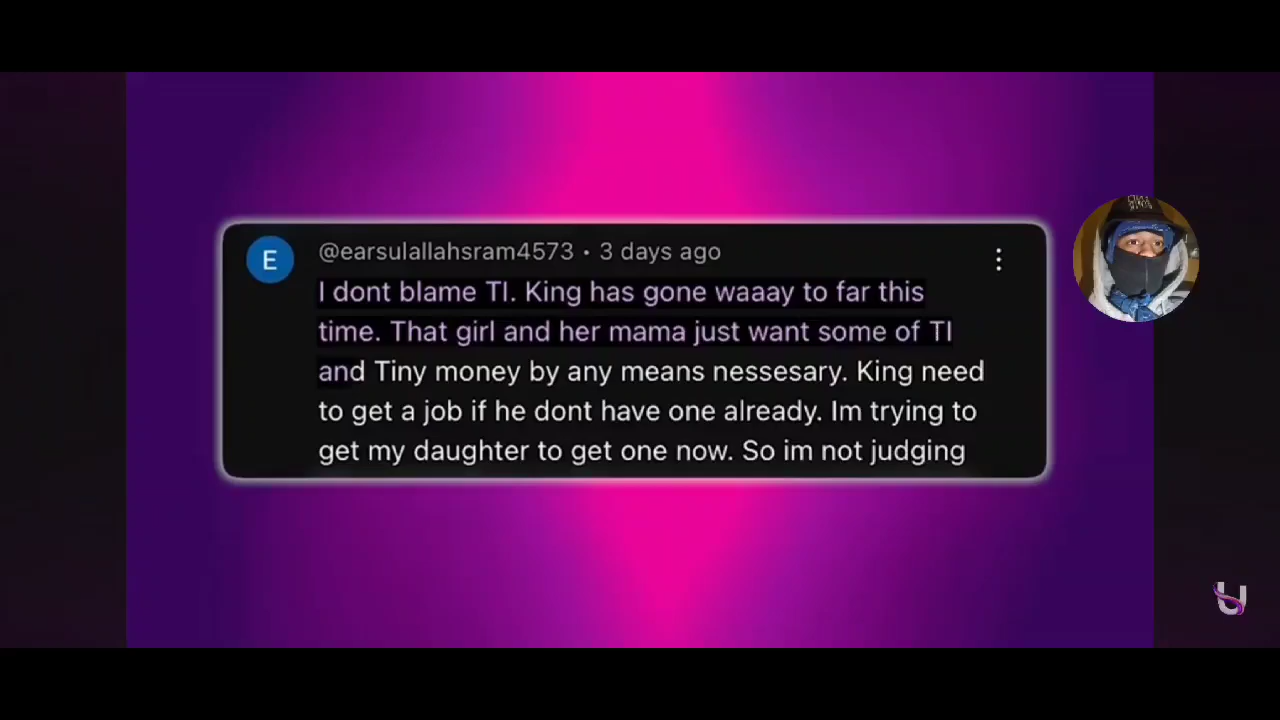 @earsulallahsram4573 • 3 days ago
I dont blame TI. King has gone waaay to far this
time. That girl and her mama just want some of TI
and Tiny money by any means nessesary. King need
to get a job if he dont have one already. Im trying to
get my daughter to get one now. So im not judging
E
U